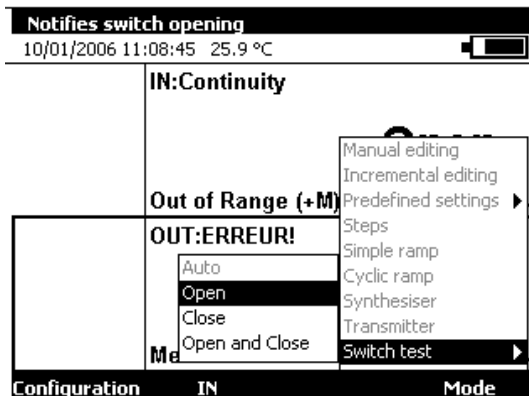 Notifies switch opening
10/01/2006 11:08:45 25.9 °C
IN:Continuity
Manual editing
Incremental editing
Out of Range (+M) Predefined settings
Steps
OUT:ERREUR!
Simple ramp
Auto
Cyclic ramp
Open
Synthesiser
Close
Transmitter
Open and Close
Switch test
Configuration IN Mode